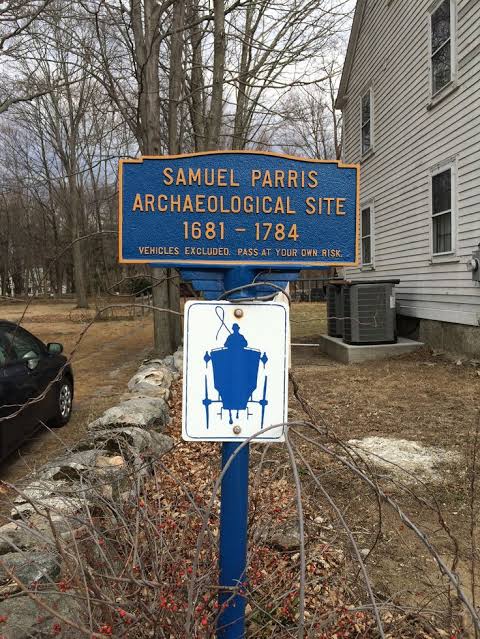 SAMUEL PARRIS
ARCHAEOLOGICAL SITE
1681 - 1784
VEHICLES EXCLUDED. PASS AT YOUR OWN RISK.